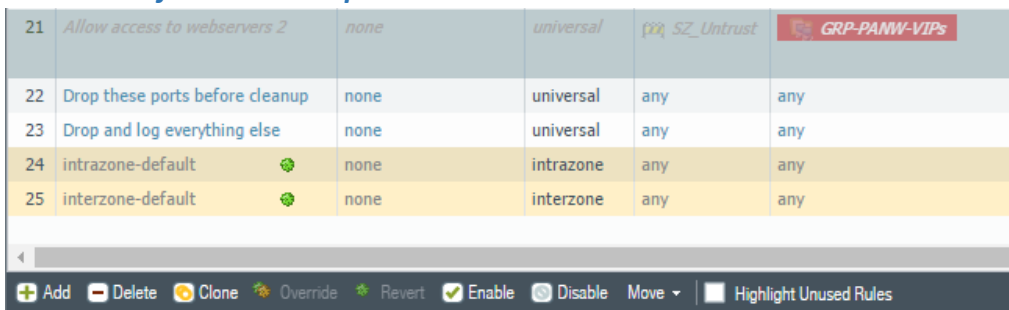 21 Allow access to webservers 2 none universal SZ_Untrust GRP-PANW-VIPs
22 Drop these ports before cleanup none universal any any
23 Drop and log everything else none universal any any
24 intrazone-default none intrazone any any
25 interzone-default none interzone any any
Add Delete Clone Override Revert Enable Disable Move Highlight Unused Rules